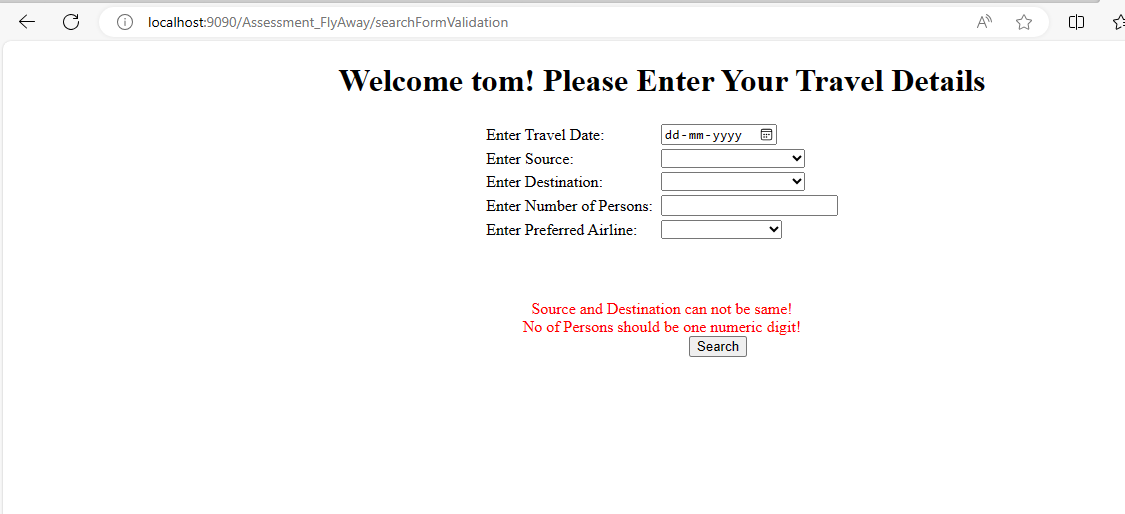 localhost:9090/Assessment_FlyAway/searchFormValidation
Welcome tom! Please Enter Your Travel Details
Enter Travel Date: dd-mm-yyyy
Enter Source:
Enter Destination:
Enter Number of Persons:
Enter Preferred Airline:
Source and Destination can not be same!
No of Persons should be one numeric digit!
Search